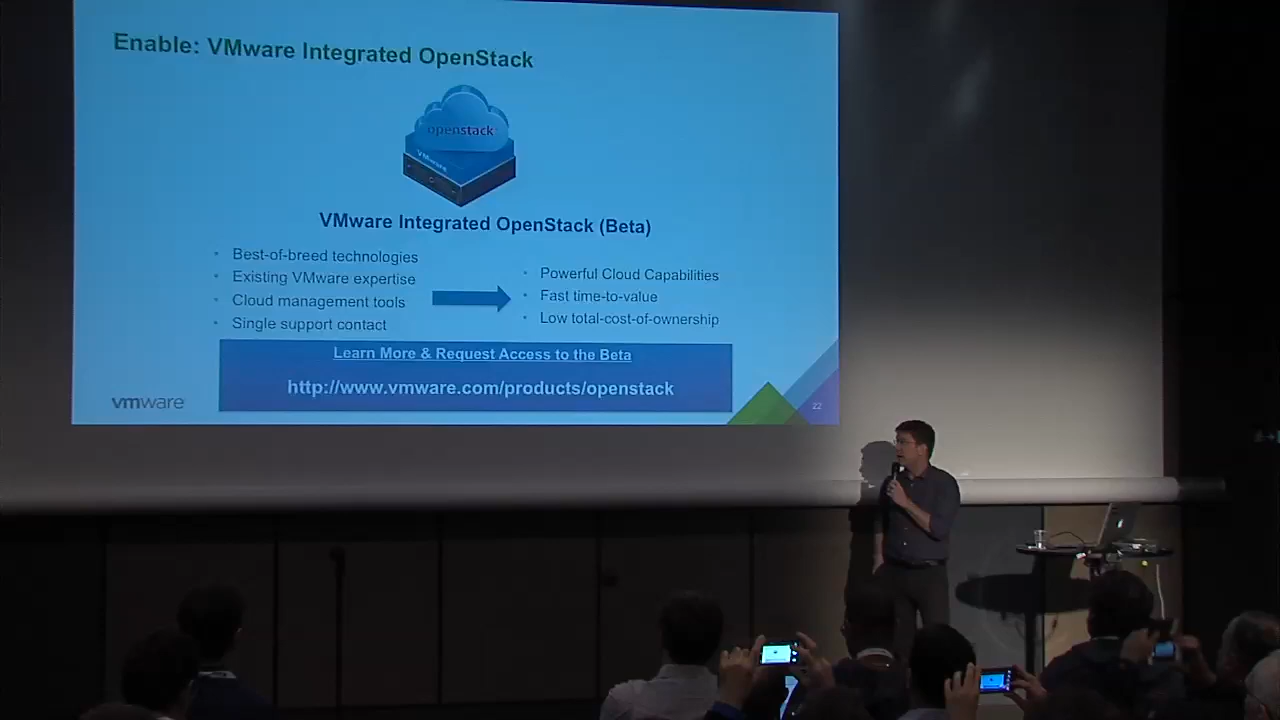 Enable: VMware Integrated OpenStack
openstack
VMware
VMware Integrated OpenStack (Beta)
· Best-of-breed technologies
· Existing VMware expertise
· Cloud management tools
· Single support contact
· Powerful Cloud Capabilities
· Fast time-to-value
· Low total-cost-of-ownership
Learn More & Request Access to the Beta
http://www.vmware.com/products/openstack
vmware
22